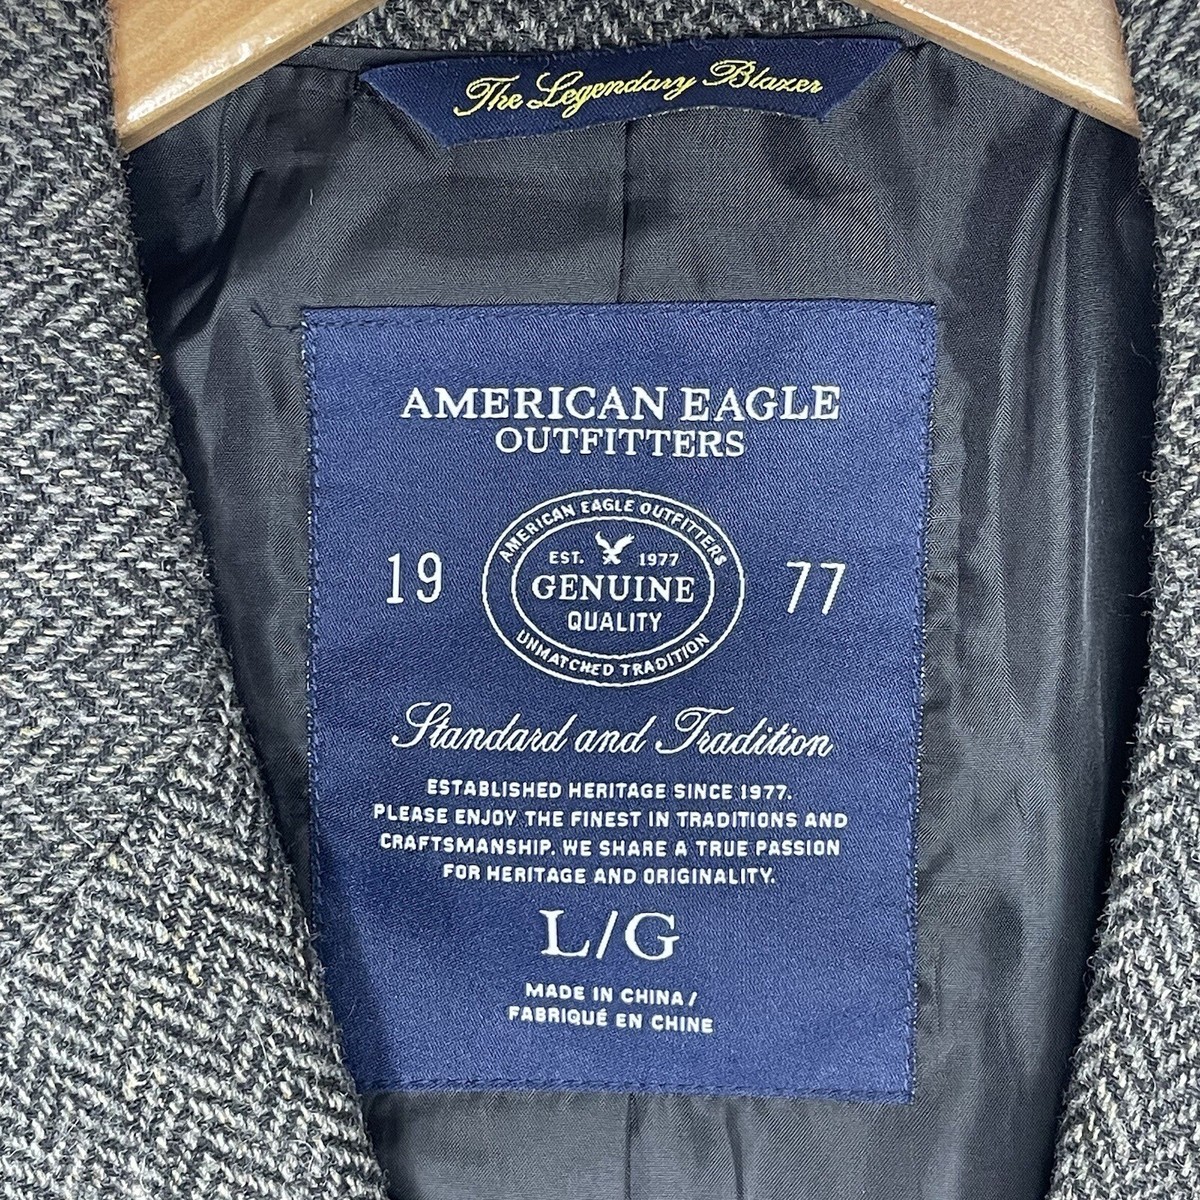 The Legendary Blazer
AMERICAN EAGLE
OUTFITTERS
AMERICAN EAGLE OUTFITTERS
19
EST. 1977
77
GENUINE
QUALITY
UNMATCHED TRADITION
Standard and Tradition
ESTABLISHED HERITAGE SINCE 1977.
PLEASE ENJOY THE FINEST IN TRADITIONS AND
CRAFTSMANSHIP. WE SHARE A TRUE PASSION
FOR HERITAGE AND ORIGINALITY.
L/G
MADE IN CHINA /
FABRIQUÉ EN CHINE